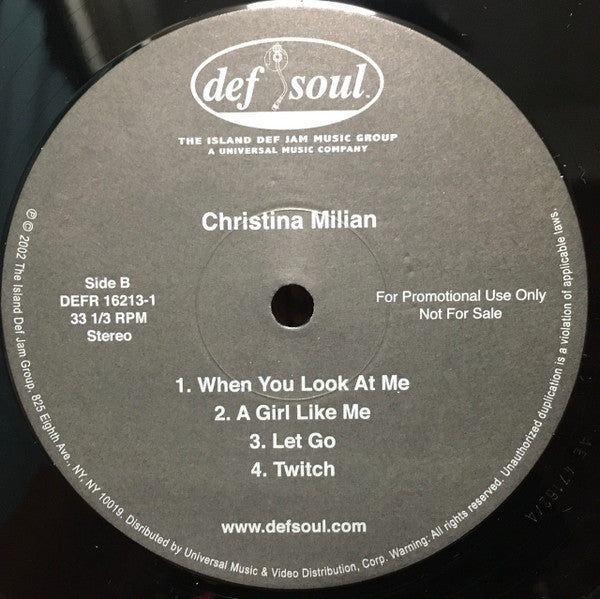 def soul
THE ISLAND DEF JAM MUSIC GROUP
A UNIVERSAL MUSIC COMPANY
Christina Milian
Side B
DEFR 16213-1
33 1/3 RPM
Stereo
For Promotional Use Only
Not For Sale
1. When You Look At Me
2. A Girl Like Me
3. Let Go
4. Twitch
www.defsoul.com
℗ © 2002 The Island Def Jam Group, 825 Eighth Ave., NY, NY 10019. Disributed by Universal Music & Video Distribution, Corp. Warning: All rights reserved. Unauthorized duplication is a violation of applicable laws.